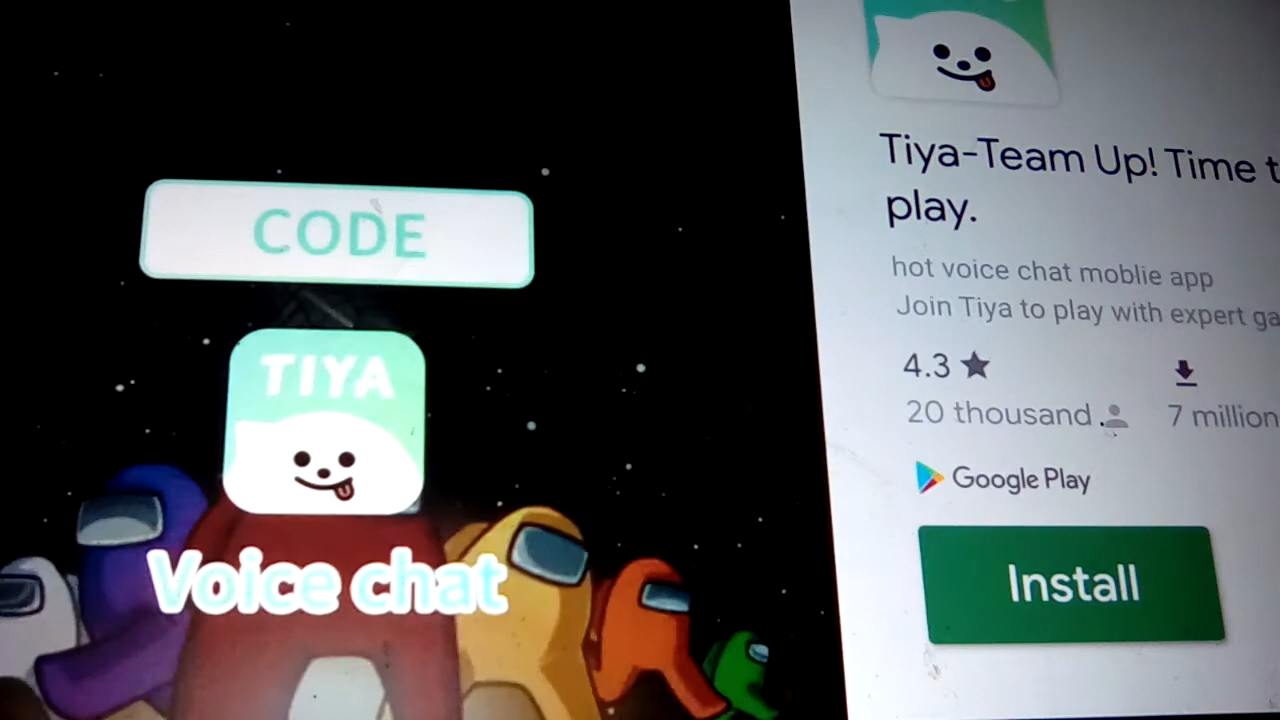 CODE
TIYA
Voice chat
Tiya-Team Up! Time t
play.
hot voice chat moblie app
Join Tiya to play with expert ga
4.3
20 thousand
7 million
Google Play
Install